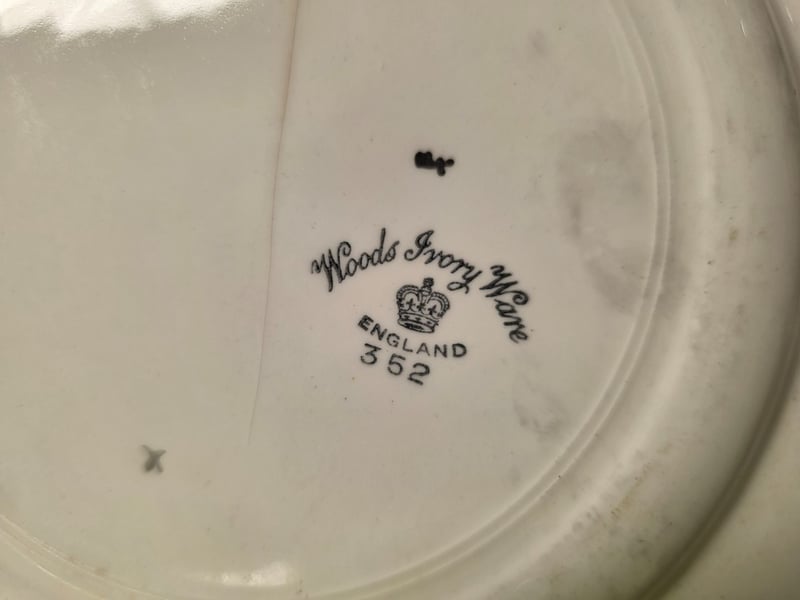 Woods Ivory Ware
ENGLAND
352
x